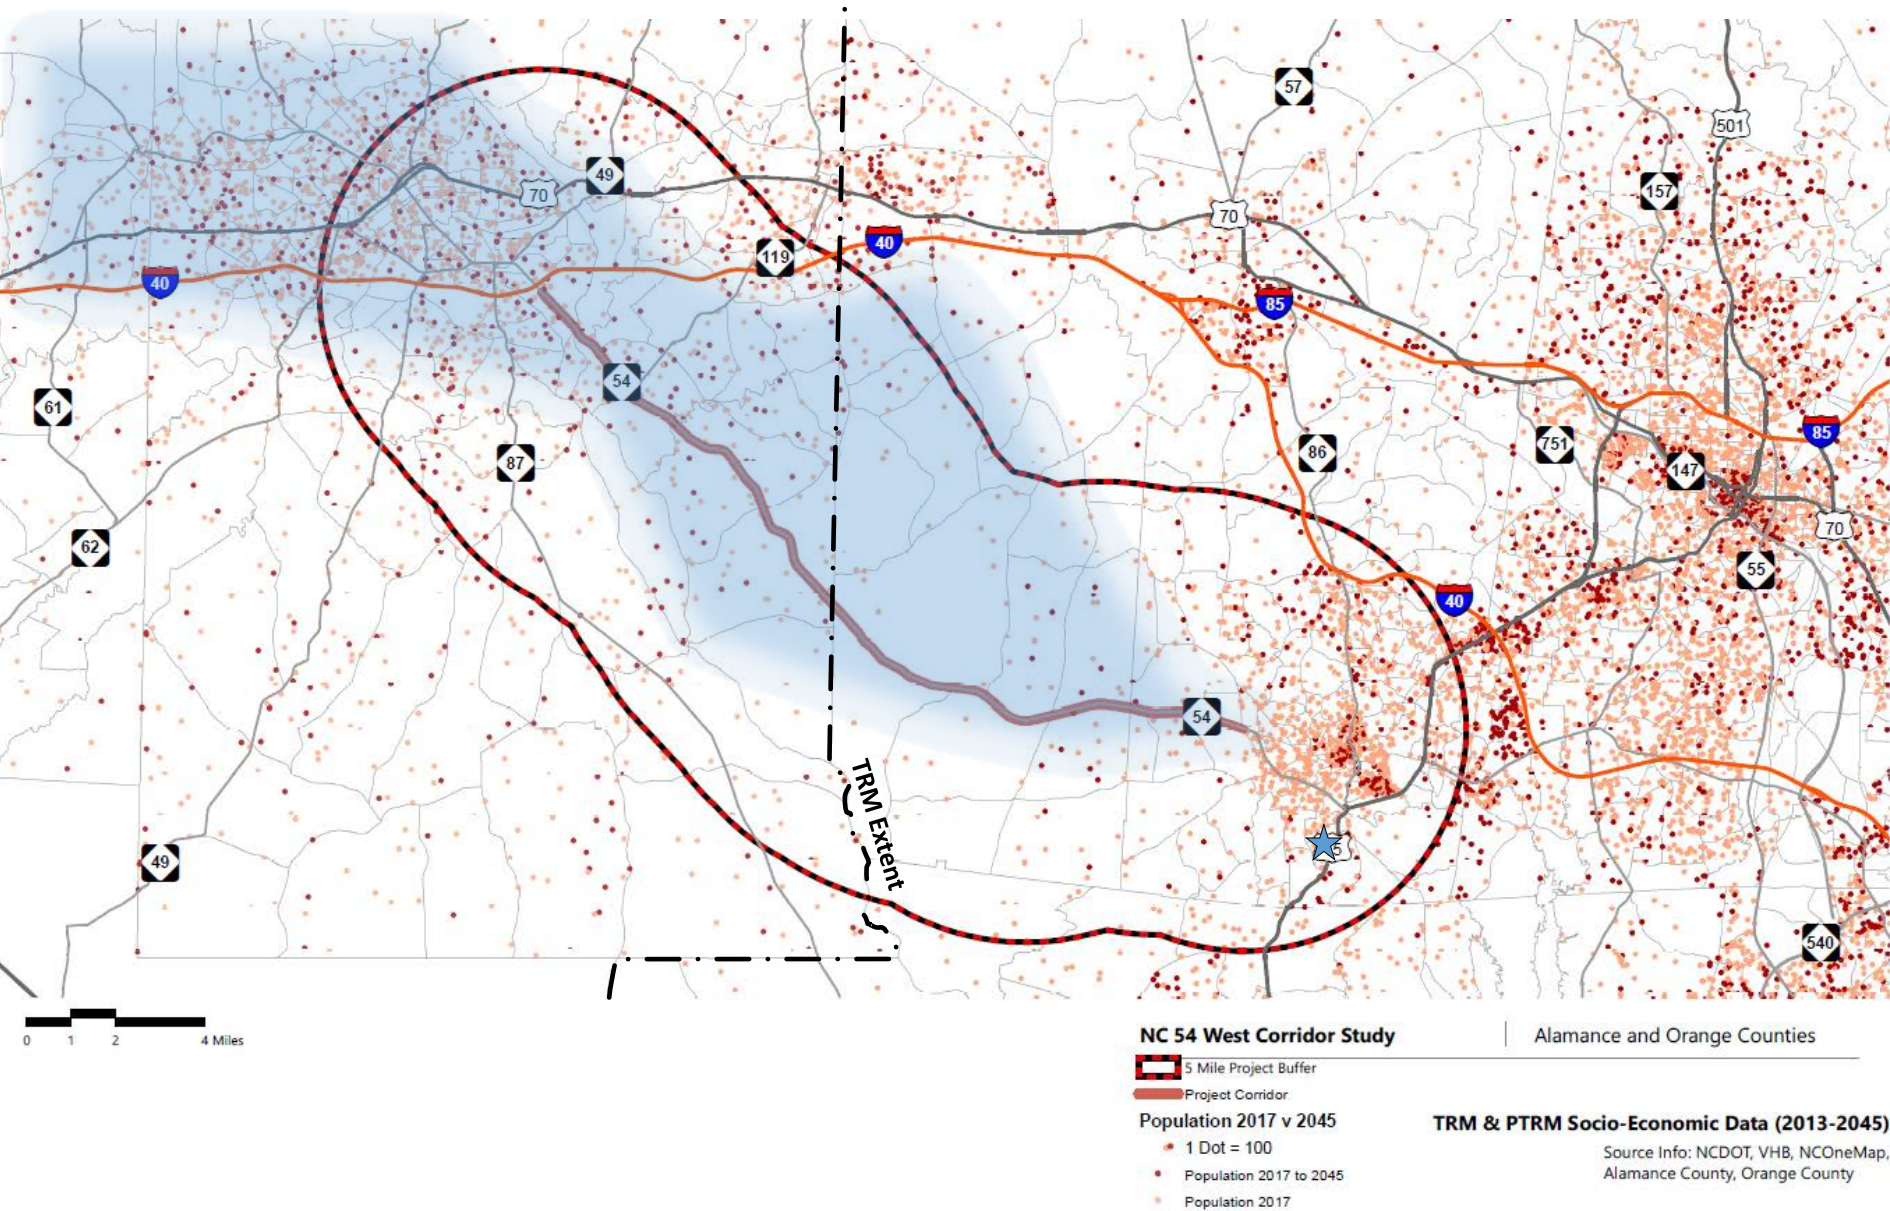 57
501
157
49
70
70
119
40
40
85
54
61
86
751
85
147
87
70
62
55
40
54
TRM Extent
49
5
540
0 1 2 4 Miles
NC 54 West Corridor Study
Alamance and Orange Counties
5 Mile Project Buffer
Project Corridor
Population 2017 v 2045
TRM & PTRM Socio-Economic Data (2013-2045)
1 Dot = 100
Source Info: NCDOT, VHB, NCOneMap,
Population 2017 to 2045
Alamance County, Orange County
Population 2017